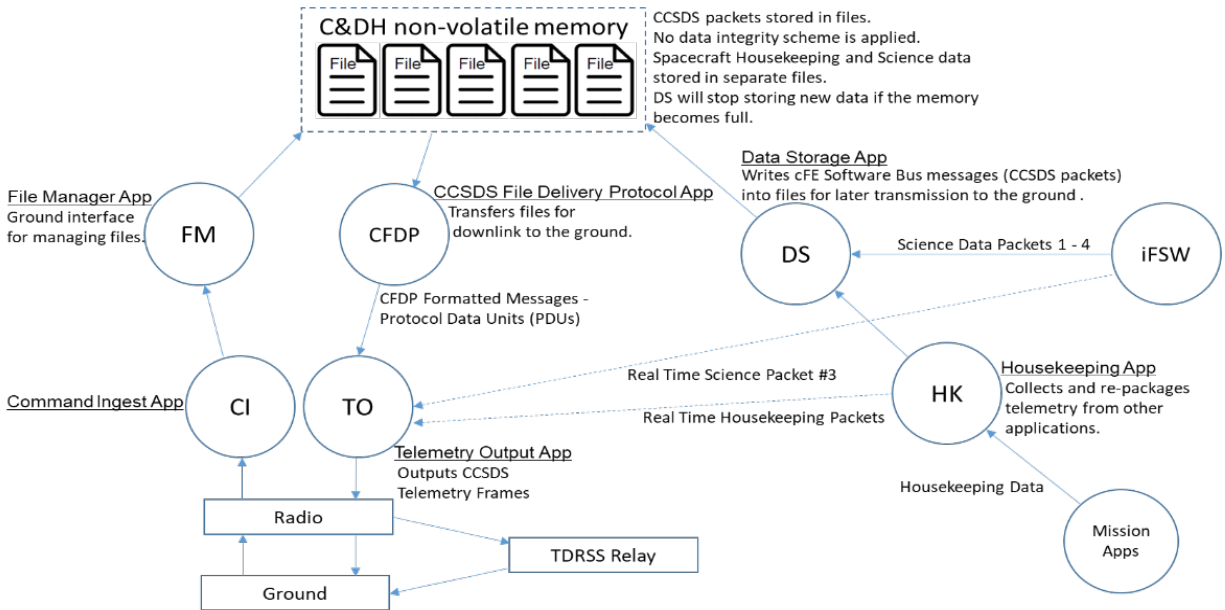 C&DH non-volatile memory
File
File
File
File
File
CCSDS packets stored in files.
No data integrity scheme is applied.
Spacecraft Housekeeping and Science data
stored in separate files.
DS will stop storing new data if the memory
becomes full.
File Manager App
Ground interface
for managing files.
FM
CFDP
CCSDS File Delivery Protocol App
Transfers files for
downlink to the ground.
Data Storage App
Writes cFE Software Bus messages (CCSDS packets)
into files for later transmission to the ground .
DS
Science Data Packets 1 - 4
iFSW
CFDP Formatted Messages -
Protocol Data Units (PDUs)
Command Ingest App
CI
TO
Real Time Science Packet #3
Real Time Housekeeping Packets
HK
Housekeeping App
Collects and re-packages
telemetry from other
applications.
Telemetry Output App
Outputs CCSDS
Telemetry Frames
Housekeeping Data
Radio
Mission
Apps
TDRSS Relay
Ground